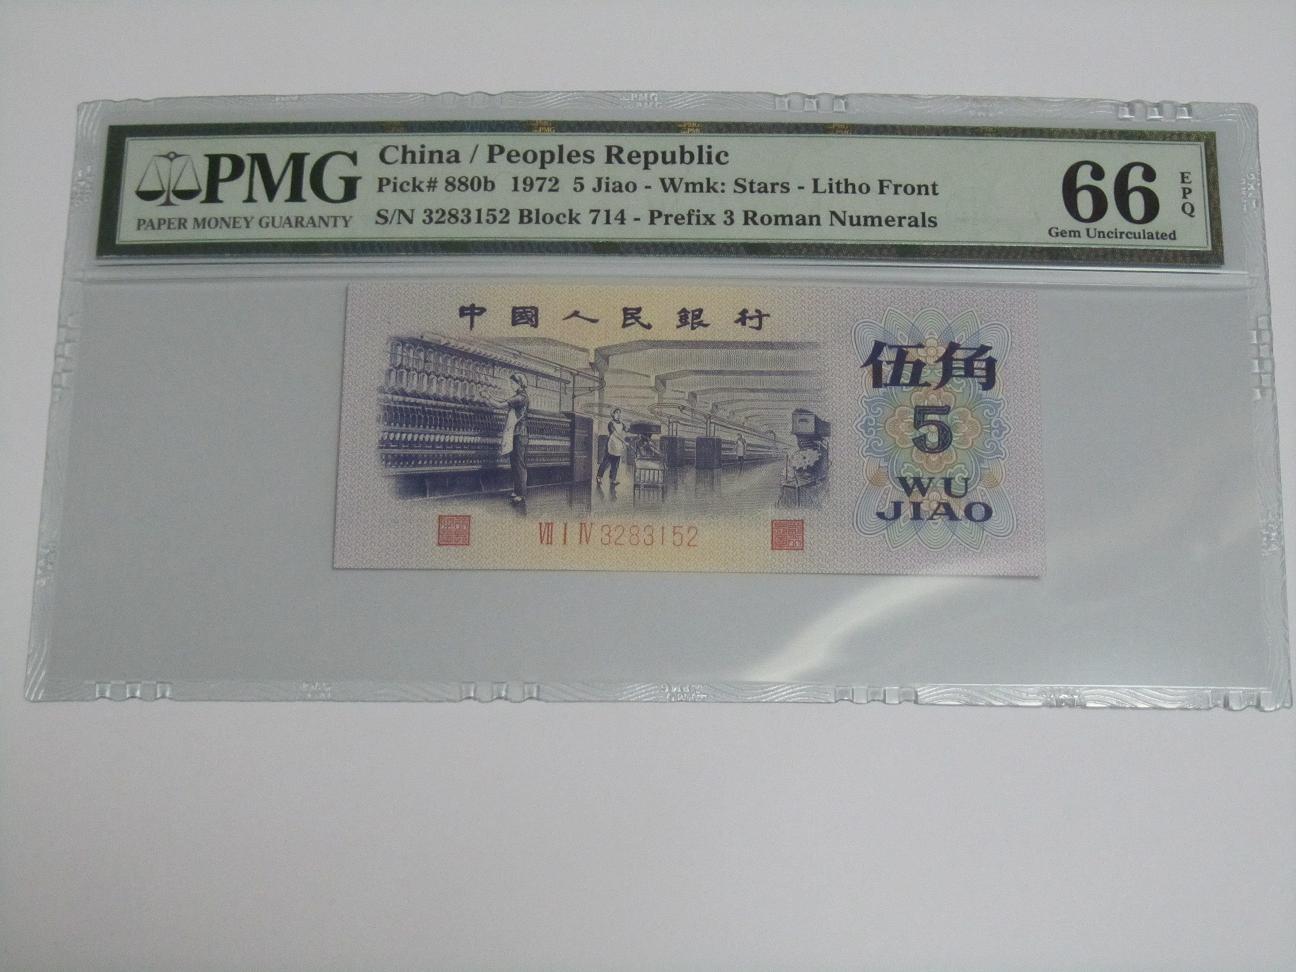 PMG
PAPER MONEY GUARANTY
China / Peoples Republic
Pick# 880b 1972 5 Jiao - Wmk: Stars - Litho Front
S/N 3283152 Block 714 - Prefix 3 Roman Numerals
66
EPQ
Gem Uncirculated
中國人民銀行
伍角
5
WU
JIAO
Ⅶ Ⅰ Ⅳ 3283152